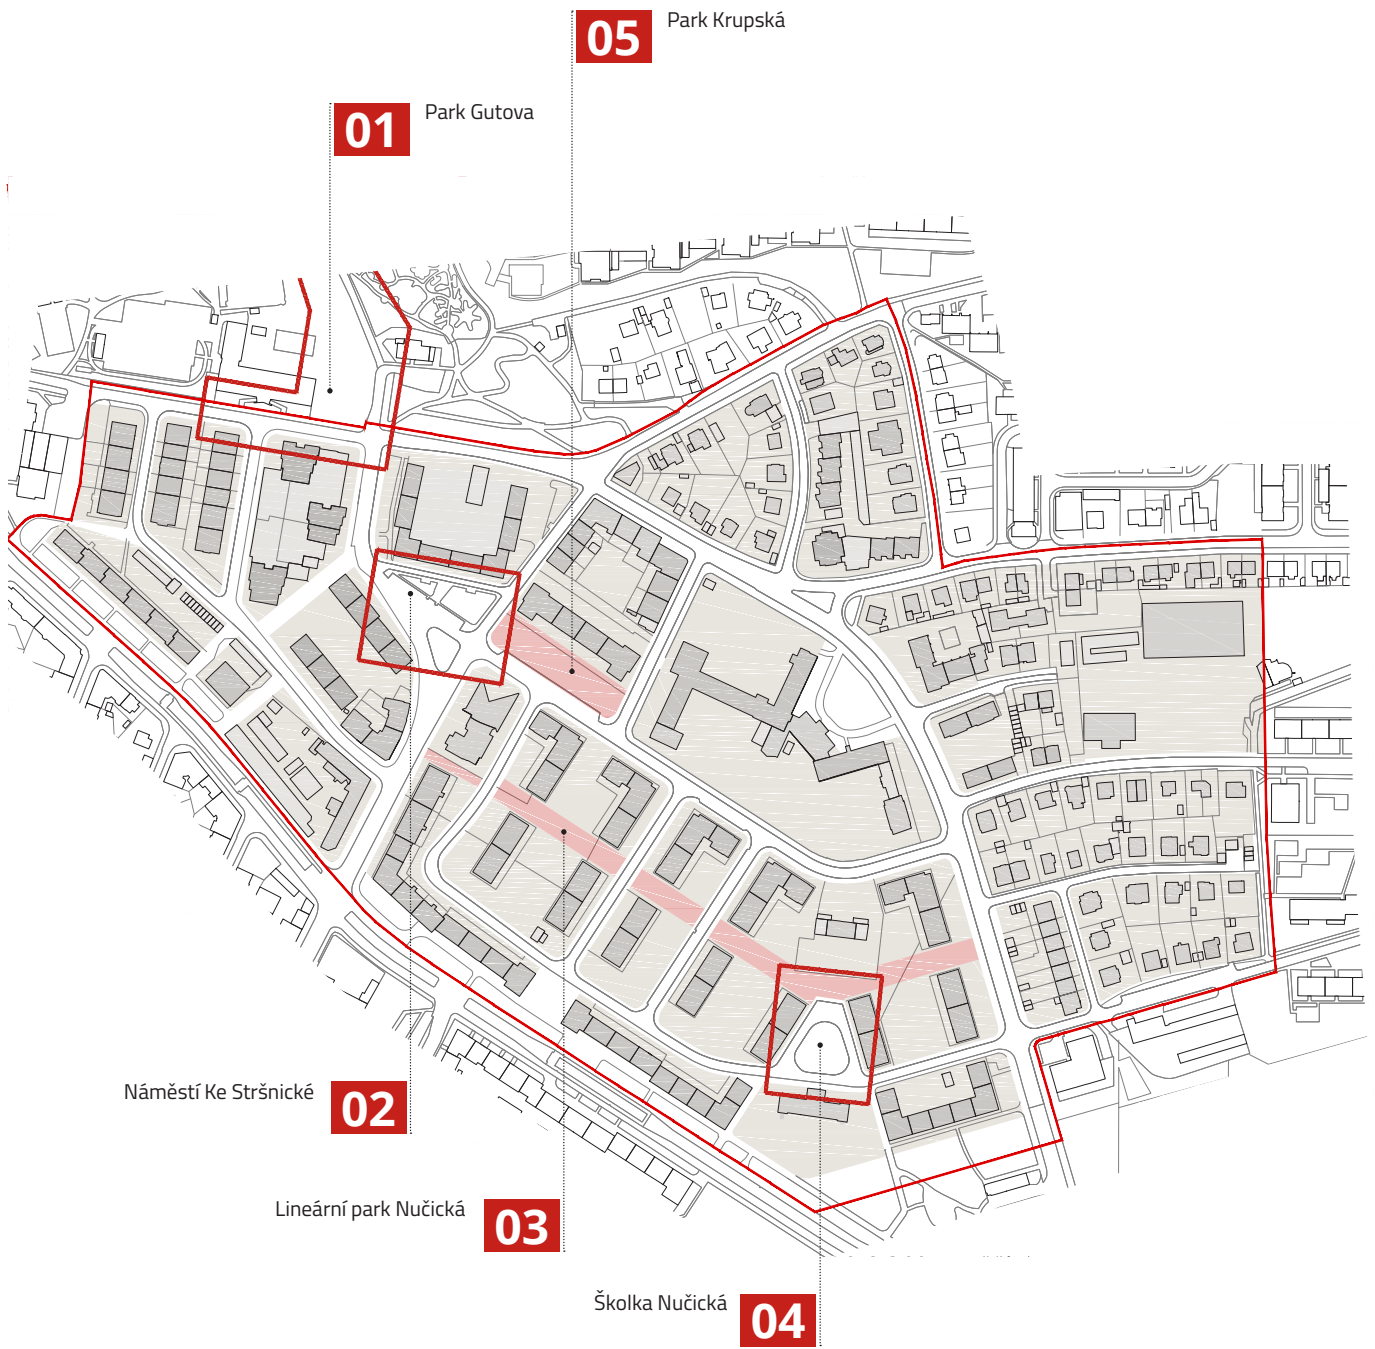 05
Park Krupská
01
Park Gutova
Náměstí Ke Stršnické
02
Lineární park Nučická
03
Školka Nučická
04